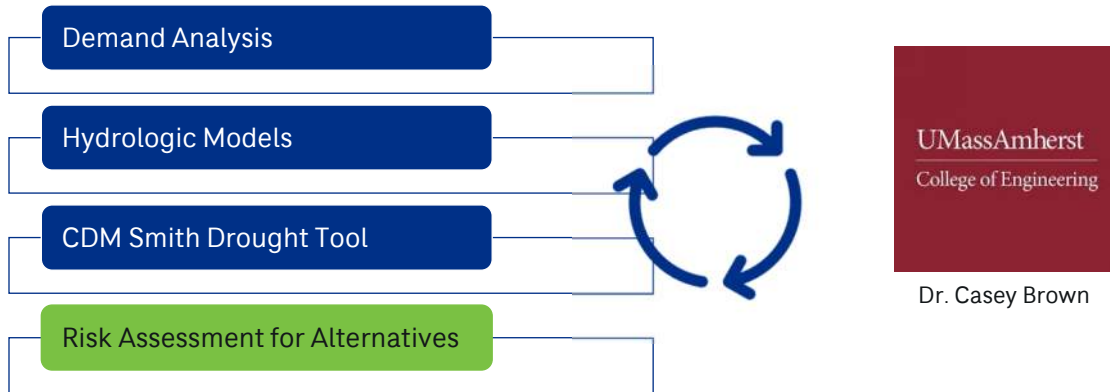 Demand Analysis
Hydrologic Models
CDM Smith Drought Tool
Risk Assessment for Alternatives
UMassAmherst
College of Engineering
Dr. Casey Brown